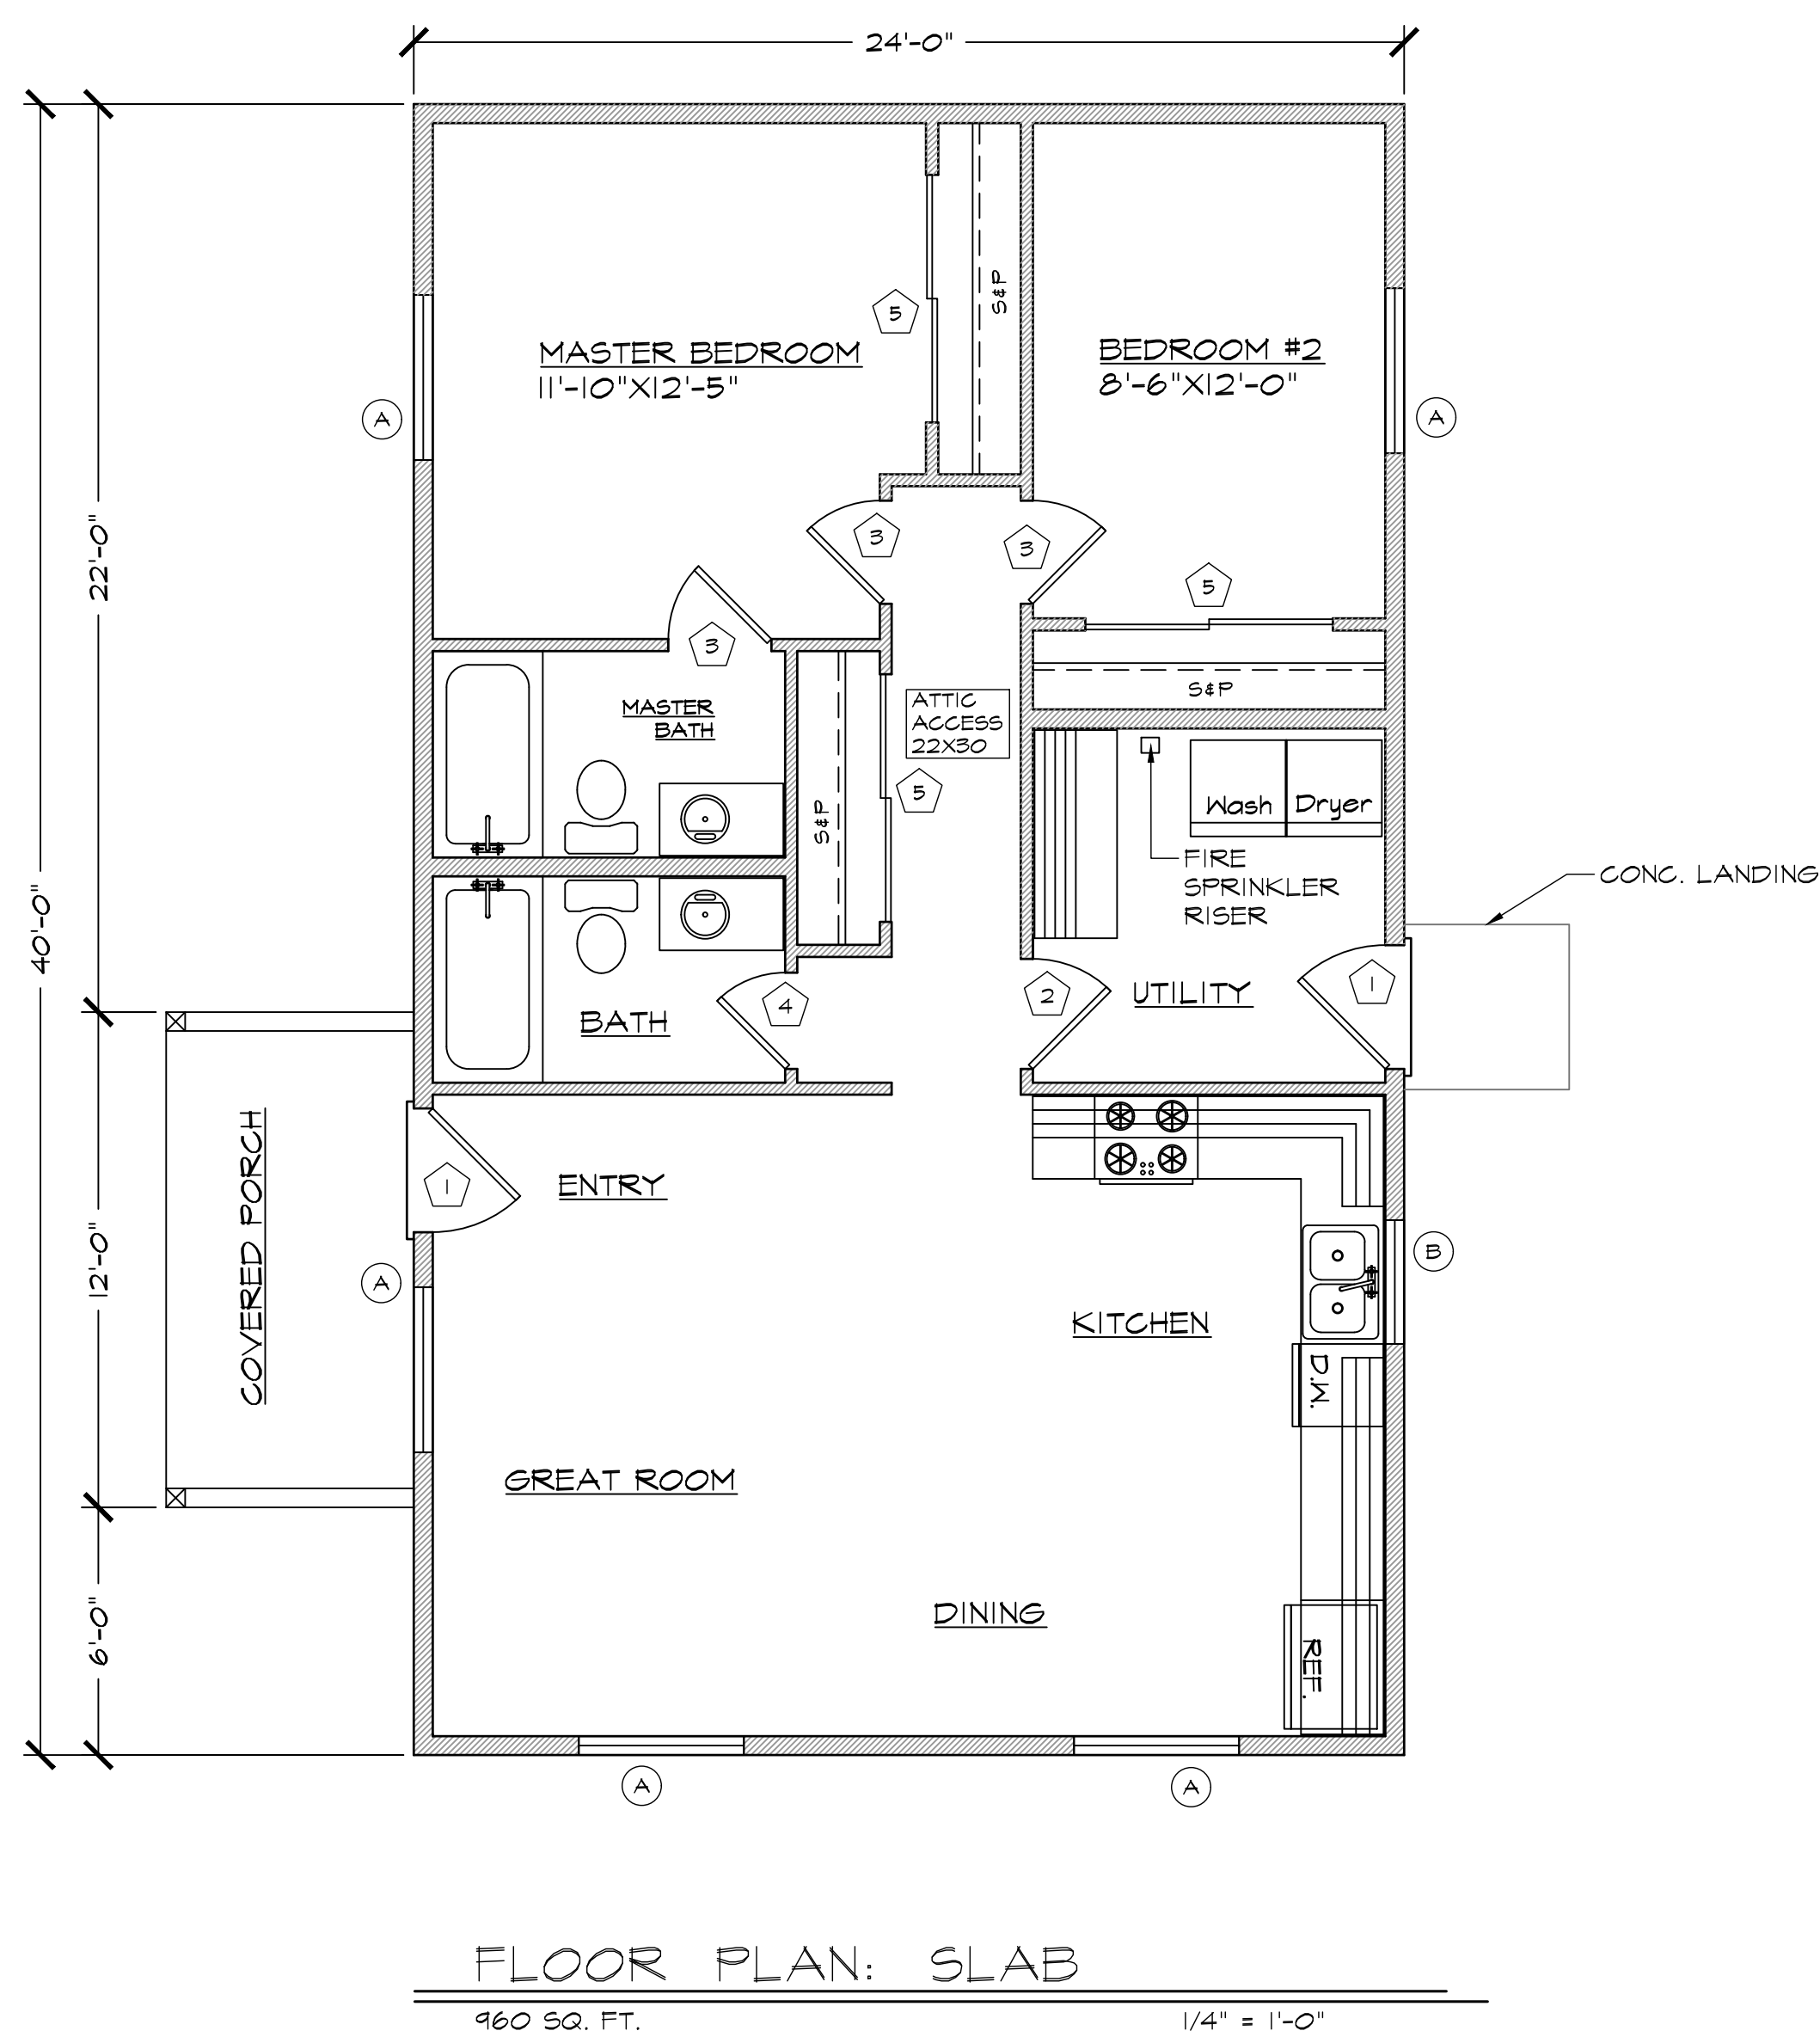 24'-0"
40'-0"
22'-0"
12'-0"
6'-0"
MASTER BEDROOM
11'-10"X12'-5"
BEDROOM #2
8'-6"X12'-0"
S&P
5
A
A
3
3
3
5
S&P
MASTER
BATH
ATTIC
ACCESS
22X30
5
S&P
Wash
Dryer
FIRE
SPRINKLER
RISER
CONC. LANDING
BATH
4
2
UTILITY
1
COVERED PORCH
1
ENTRY
A
B
KITCHEN
D.W.
GREAT ROOM
DINING
REF.
A
A
FLOOR PLAN: SLAB
960 SQ. FT.
1/4" = 1'-0"